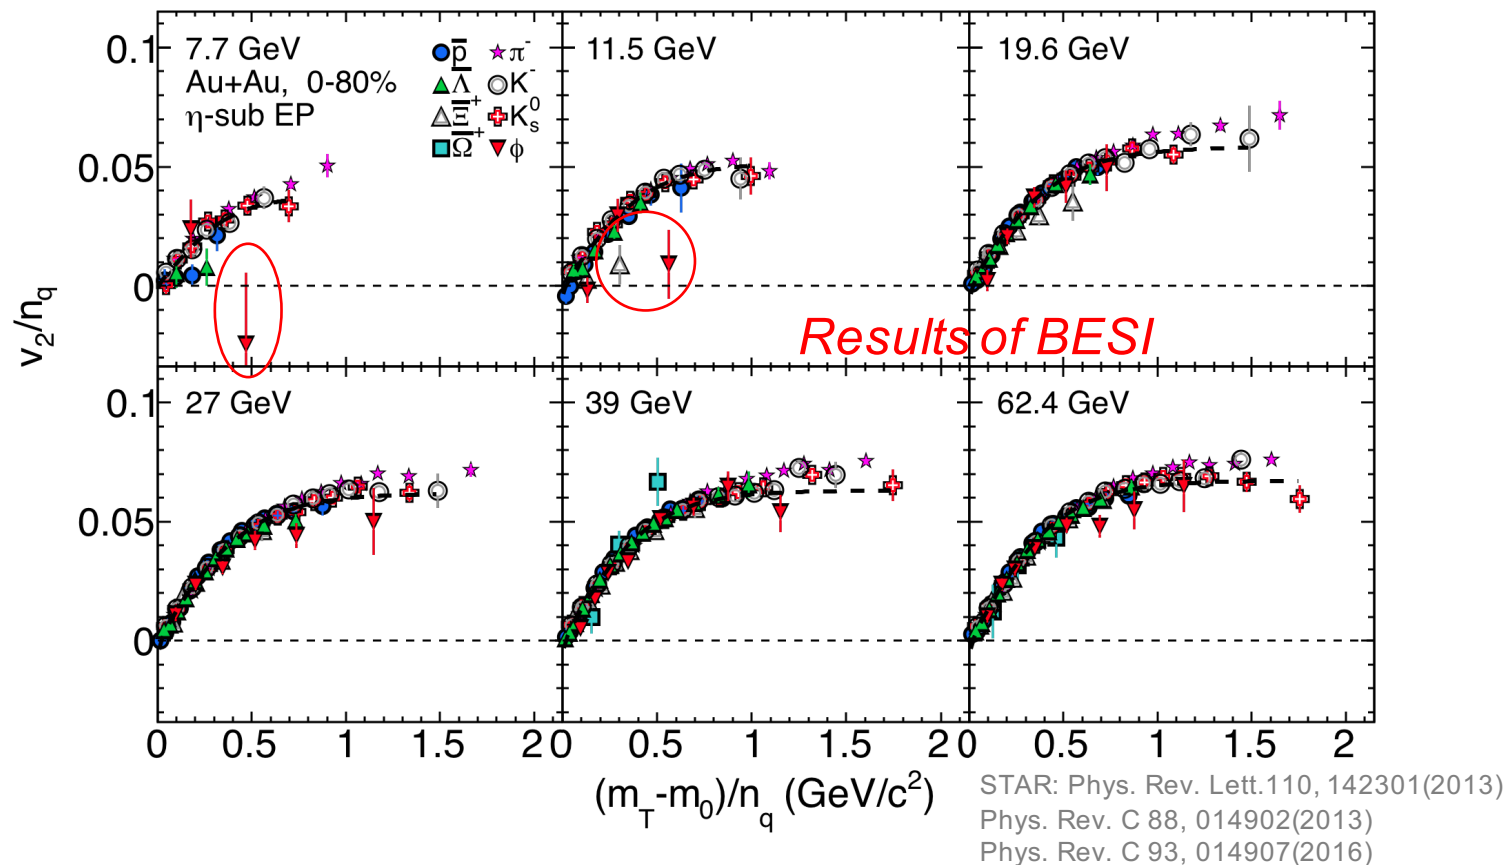 0.1
7.7 GeV
Au+Au, 0-80%
η-sub EP
p̅ π⁻
Λ̅ K⁻
Ξ̅⁺ K⁰ₛ
Ω̅⁺ ϕ
11.5 GeV
19.6 GeV
0.05
0
Results of BESI
v₂/n_q
0.1
27 GeV
39 GeV
62.4 GeV
0.05
0
0 0.5 1 1.5 2 0 0.5 1 1.5 2 0 0.5 1 1.5 2
(m_T-m₀)/n_q (GeV/c²)
STAR: Phys. Rev. Lett.110, 142301(2013)
Phys. Rev. C 88, 014902(2013)
Phys. Rev. C 93, 014907(2016)